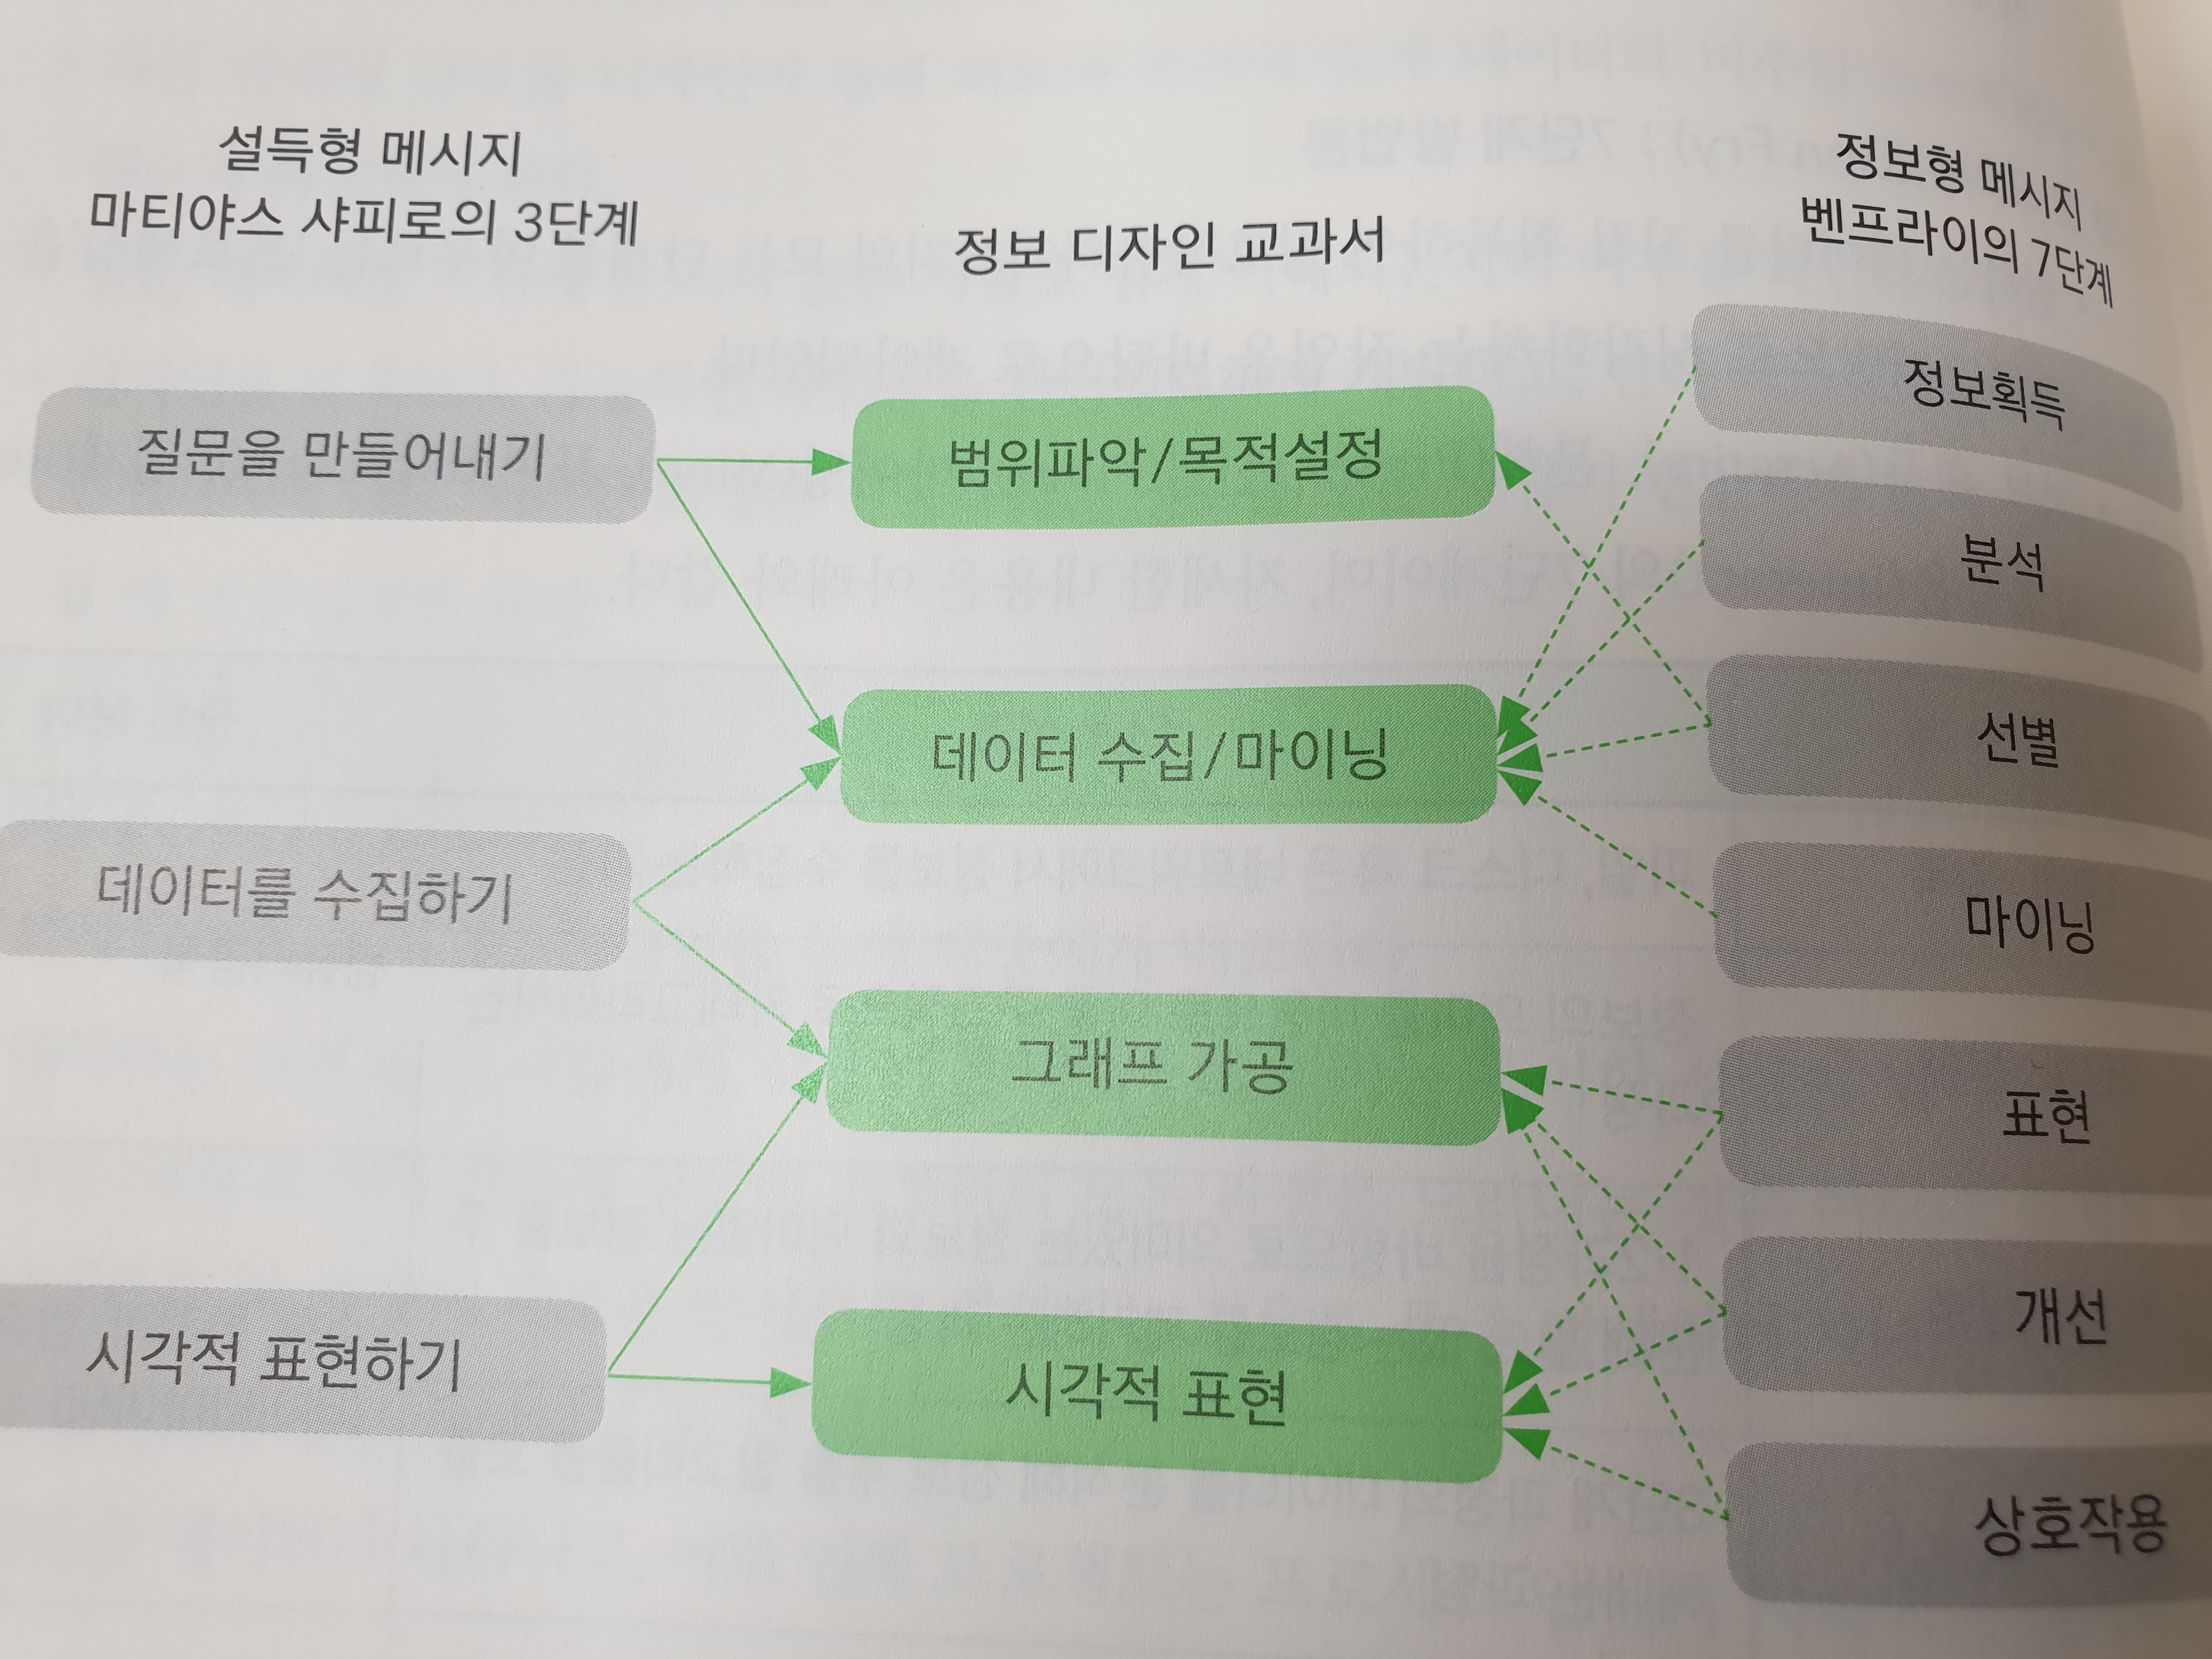 설득형 메시지
마티야스 샤피로의 3단계
질문을 만들어내기
데이터를 수집하기
시각적 표현하기
정보 디자인 교과서
범위파악/목적설정
데이터 수집/마이닝
그래프 가공
시각적 표현
정보형 메시지
벤프라이의 7단계
정보획득
분석
선별
마이닝
표현
개선
상호작용